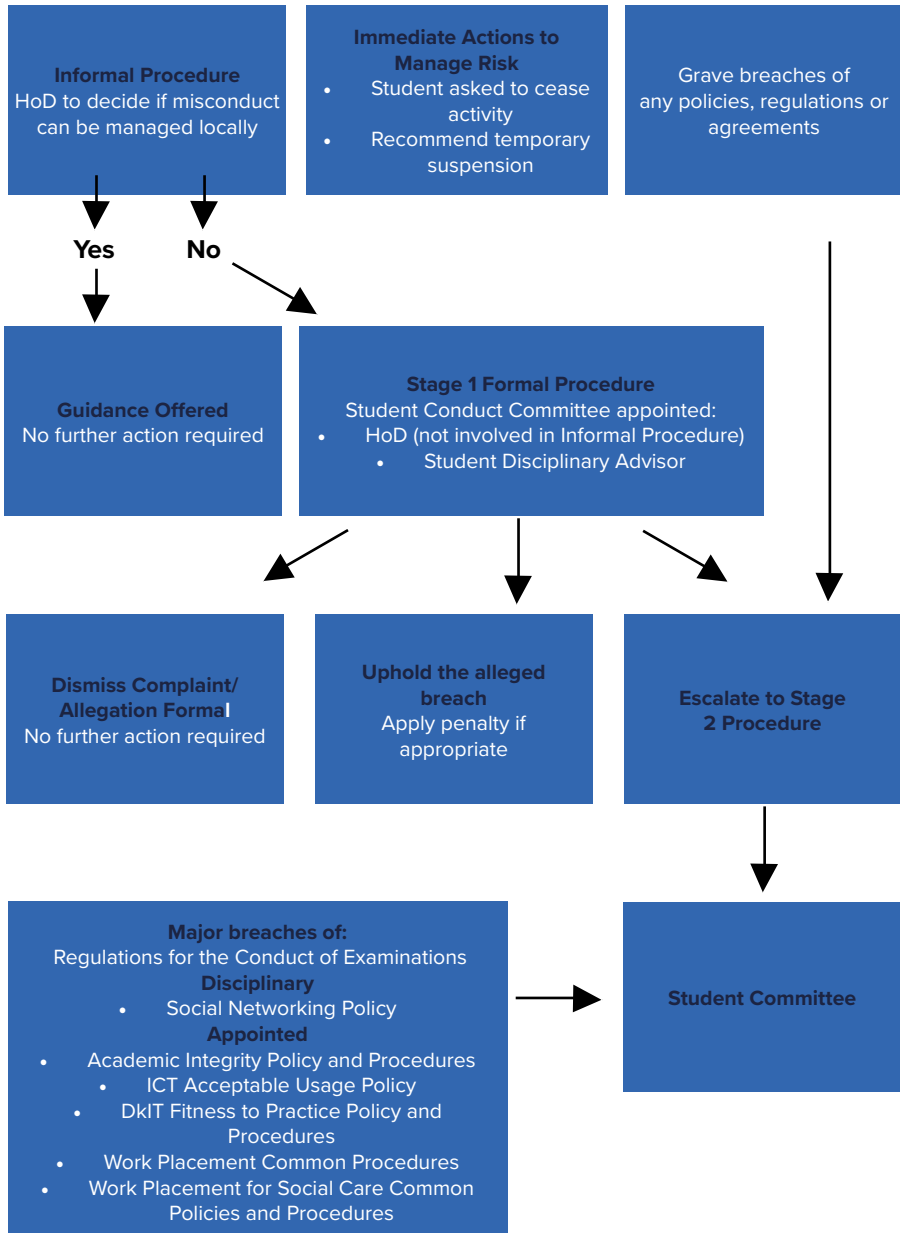 Informal Procedure
HoD to decide if misconduct
can be managed locally
Immediate Actions to
Manage Risk
• Student asked to cease
activity
• Recommend temporary
suspension
Grave breaches of
any policies, regulations or
agreements
Yes
No
Guidance Offered
No further action required
Stage 1 Formal Procedure
Student Conduct Committee appointed:
• HoD (not involved in Informal Procedure)
• Student Disciplinary Advisor
Dismiss Complaint/
Allegation Formal
No further action required
Uphold the alleged
breach
Apply penalty if
appropriate
Escalate to Stage
2 Procedure
Major breaches of:
Regulations for the Conduct of Examinations
Disciplinary
• Social Networking Policy
Appointed
• Academic Integrity Policy and Procedures
• ICT Acceptable Usage Policy
• DkIT Fitness to Practice Policy and
Procedures
• Work Placement Common Procedures
• Work Placement for Social Care Common
Policies and Procedures
Student Committee